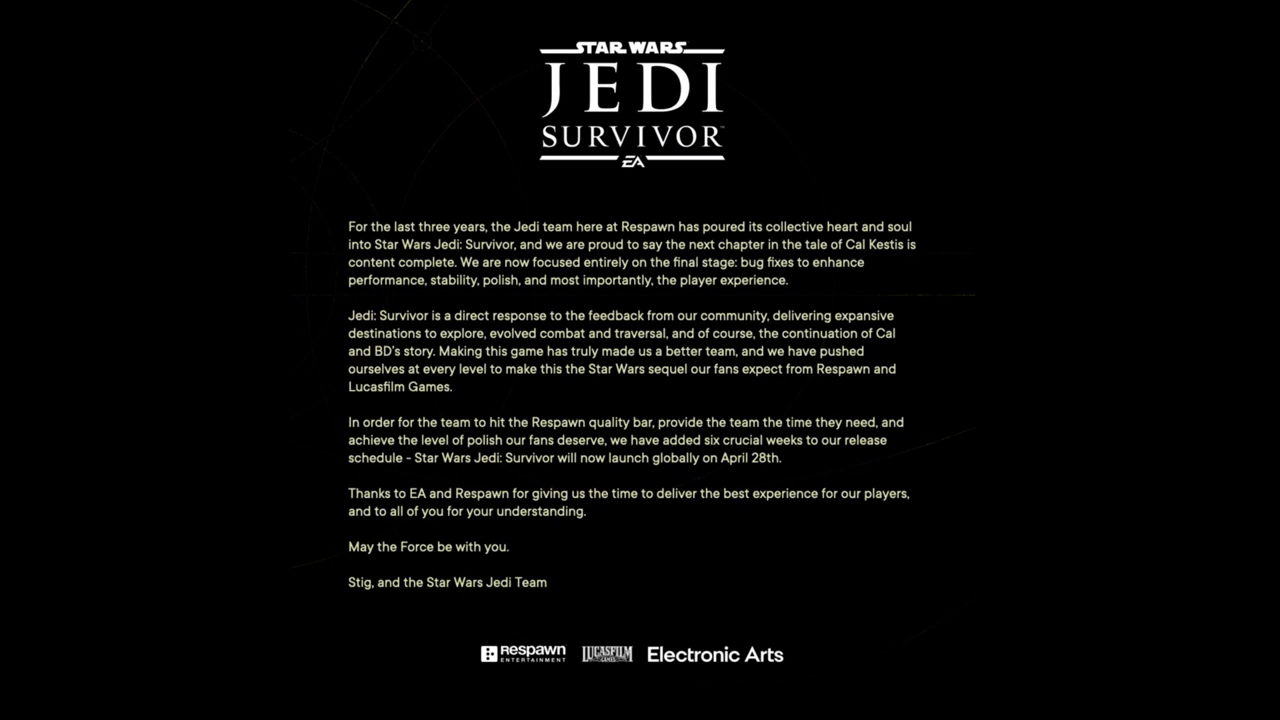 STAR WARS
JEDI
SURVIVOR™
EA
For the last three years, the Jedi team here at Respawn has poured its collective heart and soul
into Star Wars Jedi: Survivor, and we are proud to say the next chapter in the tale of Cal Kestis is
content complete. We are now focused entirely on the final stage: bug fixes to enhance
performance, stability, polish, and most importantly, the player experience.
Jedi: Survivor is a direct response to the feedback from our community, delivering expansive
destinations to explore, evolved combat and traversal, and of course, the continuation of Cal
and BD's story. Making this game has truly made us a better team, and we have pushed
ourselves at every level to make this the Star Wars sequel our fans expect from Respawn and
Lucasfilm Games.
In order for the team to hit the Respawn quality bar, provide the team the time they need, and
achieve the level of polish our fans deserve, we have added six crucial weeks to our release
schedule - Star Wars Jedi: Survivor will now launch globally on April 28th.
Thanks to EA and Respawn for giving us the time to deliver the best experience for our players,
and to all of you for your understanding.
May the Force be with you.
Stig, and the Star Wars Jedi Team
Respawn
ENTERTAINMENT
LUCASFILM
GAMES
Electronic Arts